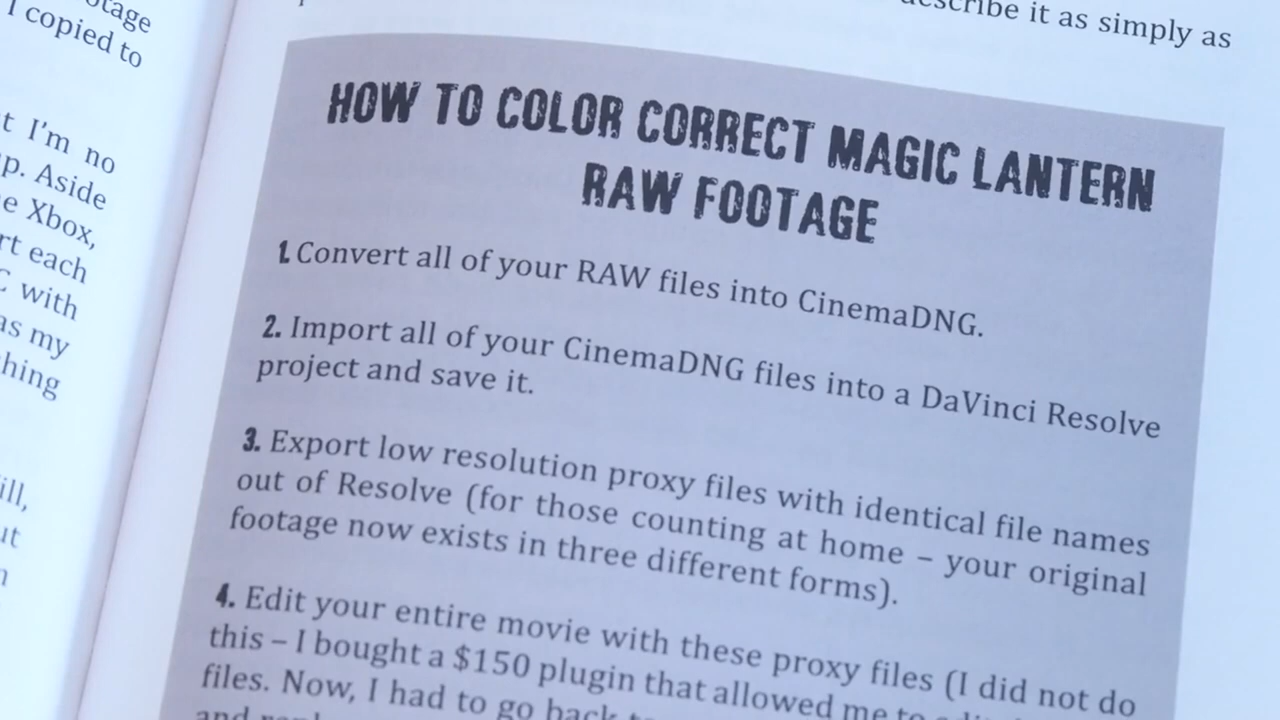 otage
I copied to
t I'm no
p. Aside
e Xbox,
rt each
with
as my
hing
ill,
ut
describe it as simply as
HOW TO COLOR CORRECT MAGIC LANTERN
RAW FOOTAGE
1. Convert all of your RAW files into CinemaDNG.
2. Import all of your CinemaDNG files into a DaVinci Resolve
project and save it.
3. Export low resolution proxy files with identical file names
out of Resolve (for those counting at home – your original
footage now exists in three different forms).
4. Edit your entire movie with these proxy files (I did not do
this – I bought a $150 plugin that allowed me to
files. Now, I had to go back
and